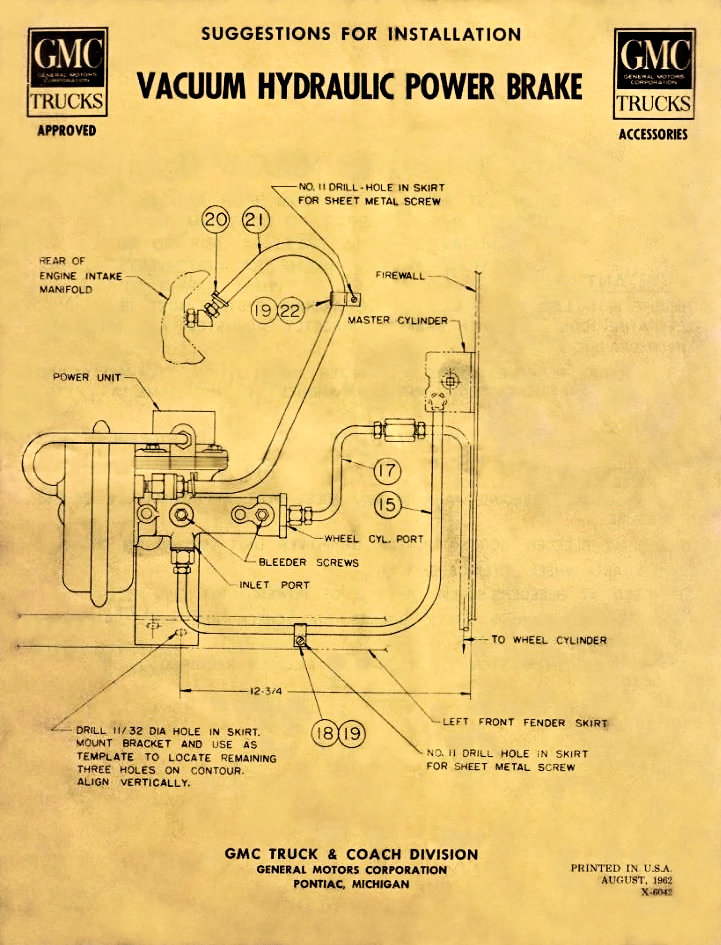 GMC
GENERAL MOTORS
CORPORATION
TRUCKS
APPROVED
SUGGESTIONS FOR INSTALLATION
VACUUM HYDRAULIC POWER BRAKE
GMC
GENERAL MOTORS
CORPORATION
TRUCKS
ACCESSORIES
NO. 11 DRILL-HOLE IN SKIRT
FOR SHEET METAL SCREW
20 21
REAR OF
ENGINE INTAKE
MANIFOLD
FIREWALL
19 22
MASTER CYLINDER
POWER UNIT
17
15
WHEEL CYL. PORT
BLEEDER SCREWS
INLET PORT
TO WHEEL CYLINDER
12-3/4
LEFT FRONT FENDER SKIRT
DRILL 11/32 DIA HOLE IN SKIRT.
MOUNT BRACKET AND USE AS
TEMPLATE TO LOCATE REMAINING
THREE HOLES ON CONTOUR.
ALIGN VERTICALLY.
18 19
NO. 11 DRILL HOLE IN SKIRT
FOR SHEET METAL SCREW
GMC TRUCK & COACH DIVISION
GENERAL MOTORS CORPORATION
PONTIAC, MICHIGAN
PRINTED IN U.S.A.
AUGUST, 1962
X-6042